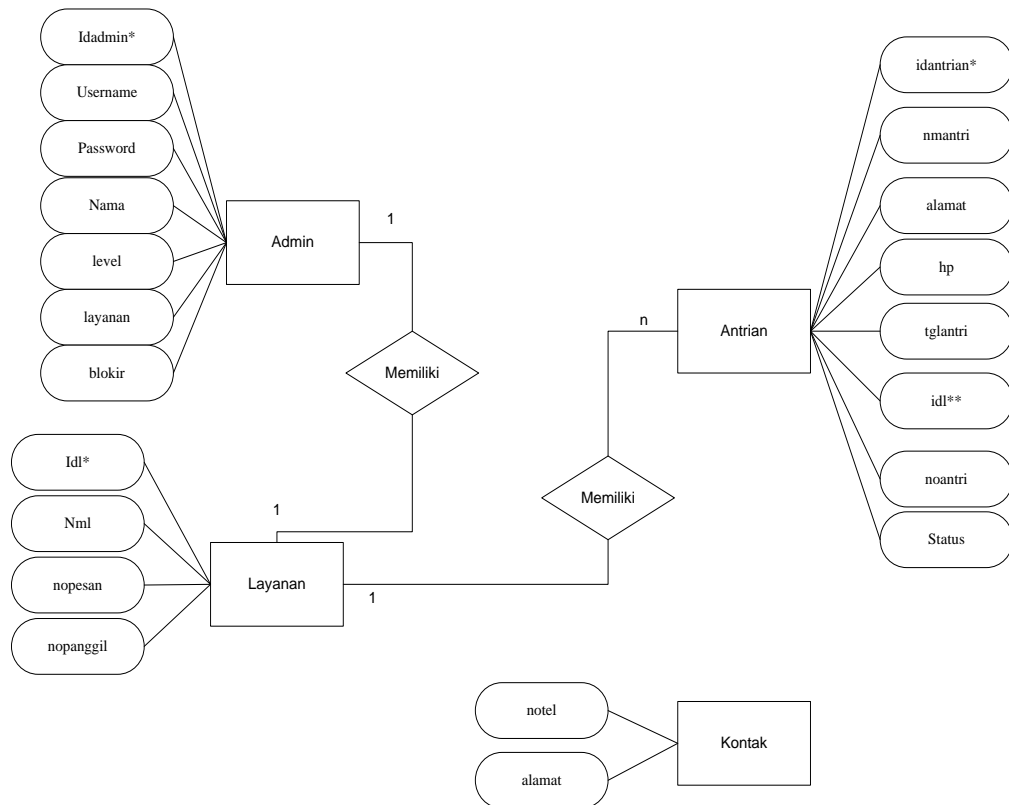 Idadmin*
Username
Password
Nama
level
layanan
blokir
Admin
1
Memiliki
1
Idl*
Nml
nopesan
nopanggil
Layanan
1
Memiliki
n
Antrian
idantrian*
nmantri
alamat
hp
tglantri
idl**
noantri
Status
notel
alamat
Kontak